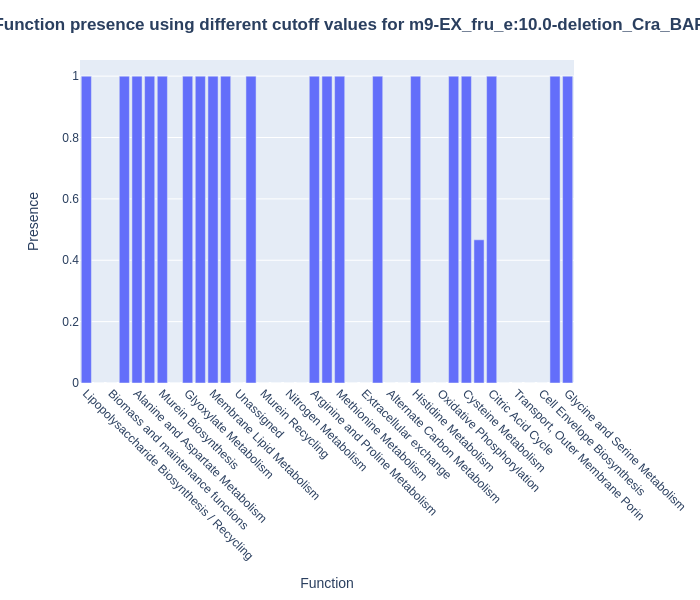 Function presence using different cutoff values for m9-EX_fru_e:10.0-deletion_Cra_BAP
Presence
1
0.8
0.6
0.4
0.2
0
Lipopolysaccharide Biosynthesis / Recycling
Biomass and maintenance functions
Alanine and Aspartate Metabolism
Murein Biosynthesis
Glyoxylate Metabolism
Membrane Lipid Metabolism
Unassigned
Murein Recycling
Nitrogen Metabolism
Arginine and Proline Metabolism
Methionine Metabolism
Extracellular exchange
Alternate Carbon Metabolism
Histidine Metabolism
Oxidative Phosphorylation
Cysteine Metabolism
Citric Acid Cycle
Transport, Outer Membrane Porin
Cell Envelope Biosynthesis
Glycine and Serine Metabolism
Function